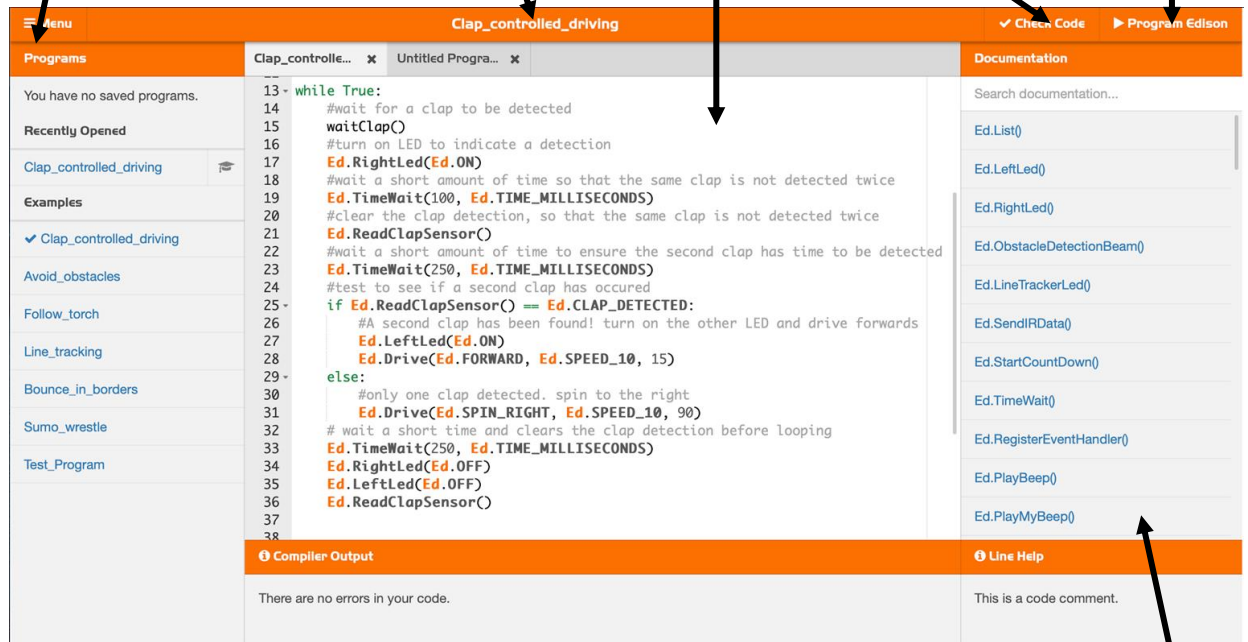 Menu
Clap_controlled_driving
Check Code
Program Edison
Programs
You have no saved programs.
Recently Opened
Clap_controlled_driving
Examples
Clap_controlled_driving
Avoid_obstacles
Follow_torch
Line_tracking
Bounce_in_borders
Sumo_wrestle
Test_Program
Clap_controlle... x
Untitled Progra... x
13 while True:
14 #wait for a clap to be detected
15 waitClap()
16 #turn on LED to indicate a detection
17 Ed.RightLed(Ed.ON)
18 #wait a short amount of time so that the same clap is not detected twice
19 Ed.TimeWait(100, Ed.TIME_MILLISECONDS)
20 #clear the clap detection, so that the same clap is not detected twice
21 Ed.ReadClapSensor()
22 #wait a short amount of time to ensure the second clap has time to be detected
23 Ed.TimeWait(250, Ed.TIME_MILLISECONDS)
24 #test to see if a second clap has occured
25 if Ed.ReadClapSensor() == Ed.CLAP_DETECTED:
26 #A second clap has been found! turn on the other LED and drive forwards
27 Ed.LeftLed(Ed.ON)
28 Ed.Drive(Ed.FORWARD, Ed.SPEED_10, 15)
29 else:
30 #only one clap detected. spin to the right
31 Ed.Drive(Ed.SPIN_RIGHT, Ed.SPEED_10, 90)
32 # wait a short time and clears the clap detection before looping
33 Ed.TimeWait(250, Ed.TIME_MILLISECONDS)
34 Ed.RightLed(Ed.OFF)
35 Ed.LeftLed(Ed.OFF)
36 Ed.ReadClapSensor()
37
38
Compiler Output
There are no errors in your code.
Documentation
Search documentation...
Ed.List()
Ed.LeftLed()
Ed.RightLed()
Ed.ObstacleDetectionBeam()
Ed.LineTrackerLed()
Ed.SendIRData()
Ed.StartCountDown()
Ed.TimeWait()
Ed.RegisterEventHandler()
Ed.PlayBeep()
Ed.PlayMyBeep()
Line Help
This is a code comment.